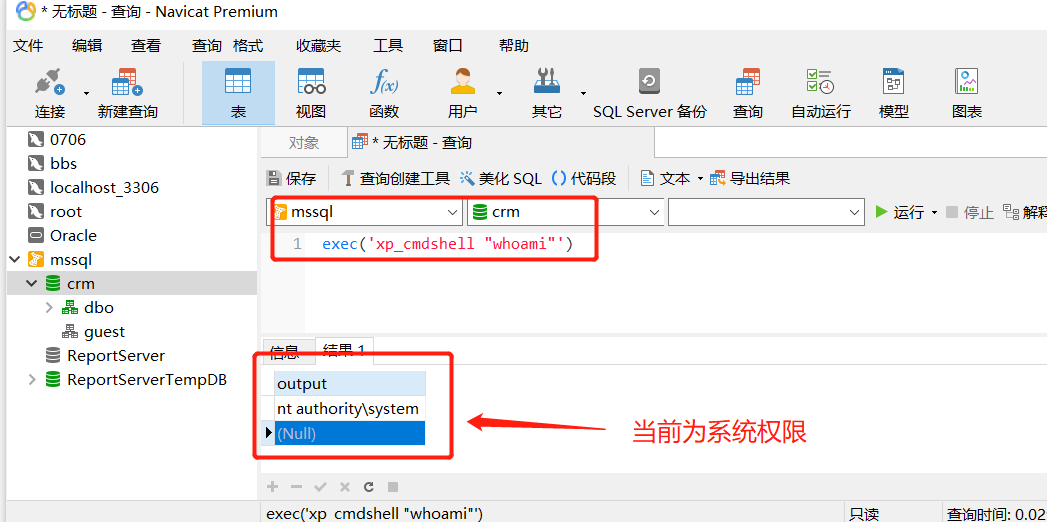 * 无标题 - 查询 - Navicat Premium
文件 编辑 查看 查询 格式 收藏夹 工具 窗口 帮助
连接 新建查询 表 视图 函数 用户 其它 SQL Server 备份 查询 自动运行 模型 图表
f(x)
0706
bbs
localhost_3306
root
Oracle
mssql
crm
dbo
guest
ReportServer
ReportServerTempDB
对象 * 无标题 - 查询
保存 查询创建工具 美化 SQL () 代码段 文本 导出结果
mssql crm 运行 停止 解释
1 exec('xp_cmdshell "whoami"')
信息 结果 1
output
nt authority\system
(Null)
当前为系统权限
exec('xp_cmdshell "whoami"') 只读 查询时间: 0.02